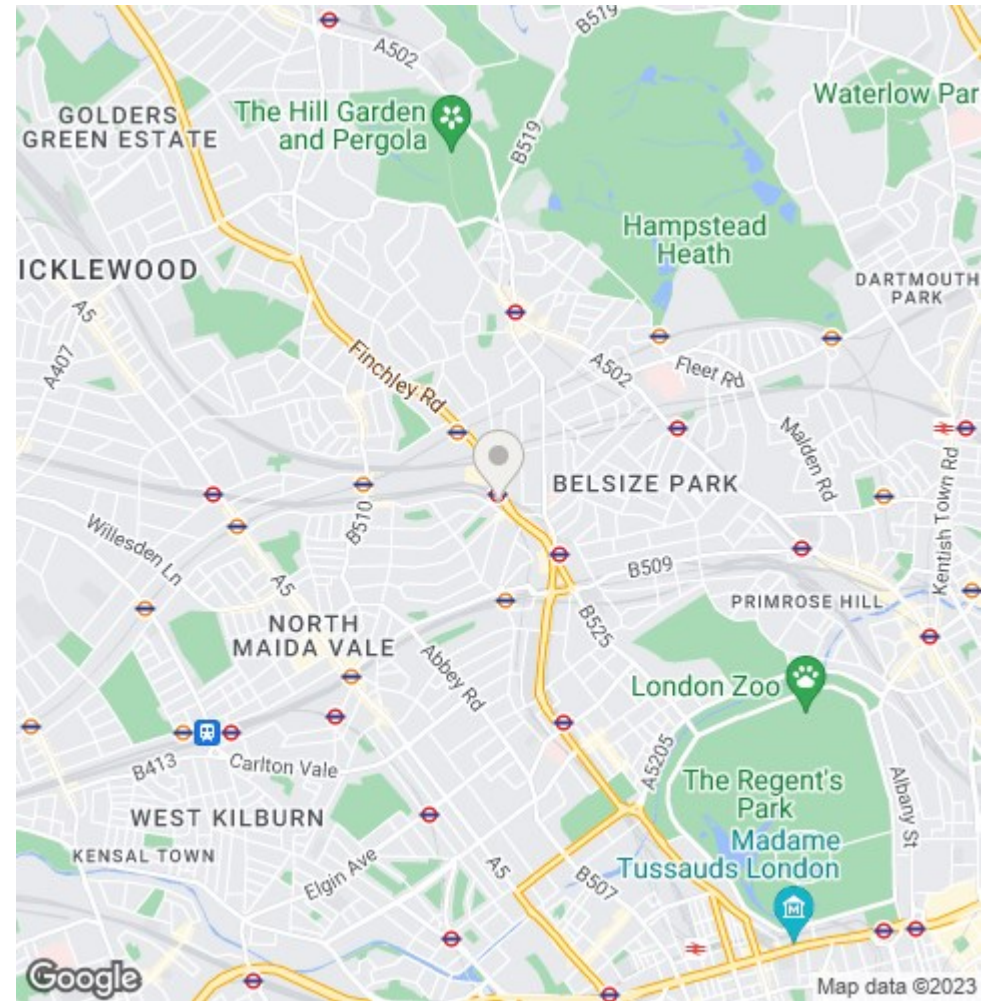 B519
A502
GOLDERS
GREEN ESTATE
The Hill Garden
and Pergola
B519
Waterlow Par
Hampstead
Heath
ICKLEWOOD
DARTMOUTH
PARK
A5
A407
Finchley Rd
A502
Fleet Rd
Malden Rd
BELSIZE PARK
B510
Willesden Ln
Kentish Town Rd
A5
B509
PRIMROSE HILL
NORTH
MAIDA VALE
B525
Abbey Rd
London Zoo
B413
Carlton Vale
A5205
The Regent's
Park
Albany St
WEST KILBURN
Madame
Tussauds London
KENSAL TOWN
Elgin Ave
A5
B507
Google
Map data ©2023